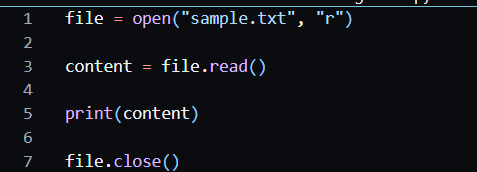 1 file = open("sample.txt", "r")
2
3 content = file.read()
4
5 print(content)
6
7 file.close()